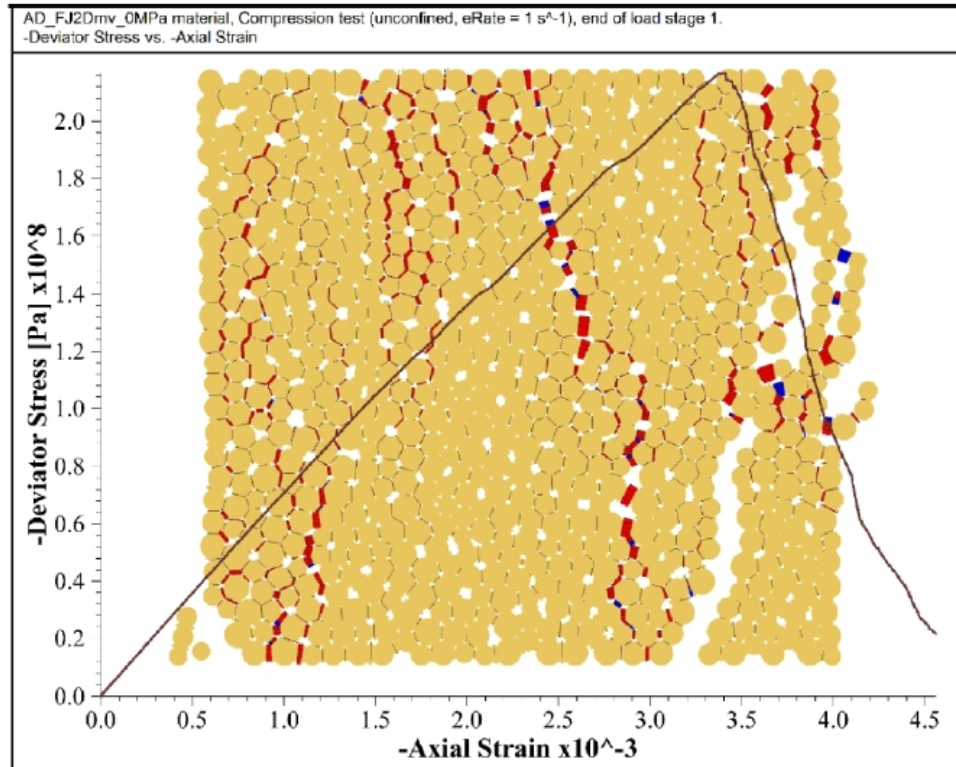 AD_FJ2Dmv_0MPa material, Compression test (unconfined, eRate = 1 s^-1), end of load stage 1.
-Deviator Stress vs. -Axial Strain
-Deviator Stress [Pa] x10^8
2.0
1.8
1.6
1.4
1.2
1.0
0.8
0.6
0.4
0.2
0.0
0.0 0.5 1.0 1.5 2.0 2.5 3.0 3.5 4.0 4.5
-Axial Strain x10^-3